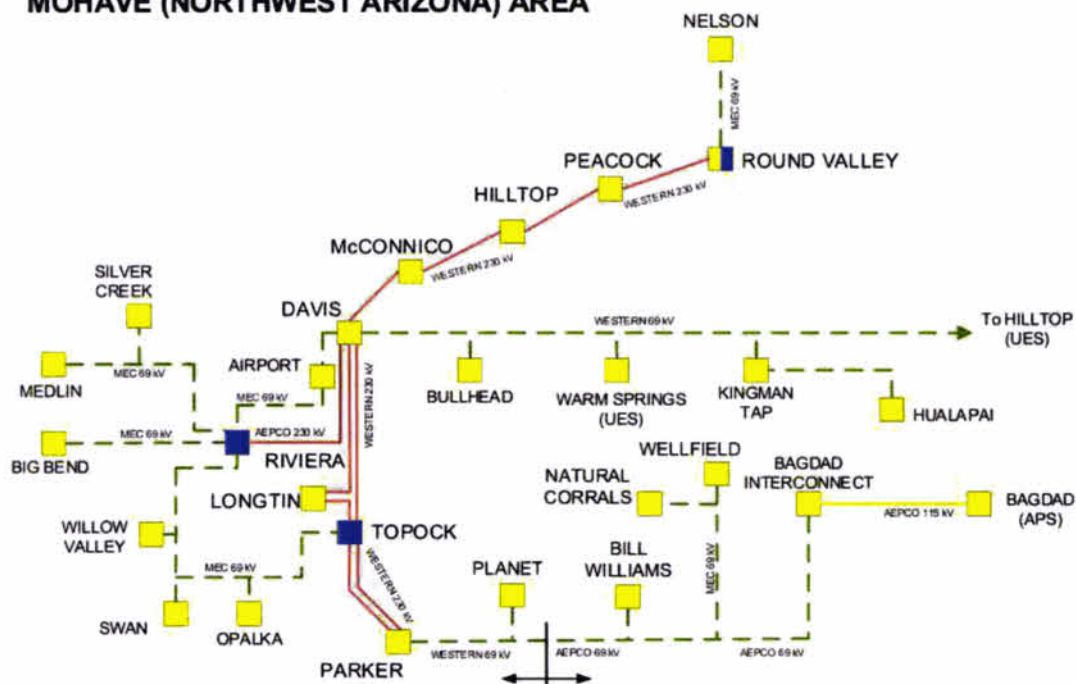 MOHAVE (NORTHWEST ARIZONA) AREA
NELSON
MEC 69 kV
ROUND VALLEY
PEACOCK
WESTERN 230 kV
HILLTOP
McCONNICO
WESTERN 230 kV
SILVER
CREEK
DAVIS
WESTERN 69 kV
To HILLTOP
(UES)
MEDLIN
MEC 69 kV
AIRPORT
MEC 69 kV
WESTERN 230 kV
BULLHEAD
WARM SPRINGS
(UES)
KINGMAN
TAP
HUALAPAI
BIG BEND
MEC 69 kV
AEPCO 230 kV
RIVIERA
LONGTIN
WELLFIELD
NATURAL
CORRALS
BAGDAD
INTERCONNECT
AEPCO 115 kV
BAGDAD
(APS)
WILLOW
VALLEY
TOPOCK
MEC 69 kV
WESTERN 230 kV
PLANET
BILL
WILLIAMS
MEC 69 kV
SWAN
OPALKA
PARKER
WESTERN 69 kV
AEPCO 69 kV
AEPCO 69 kV